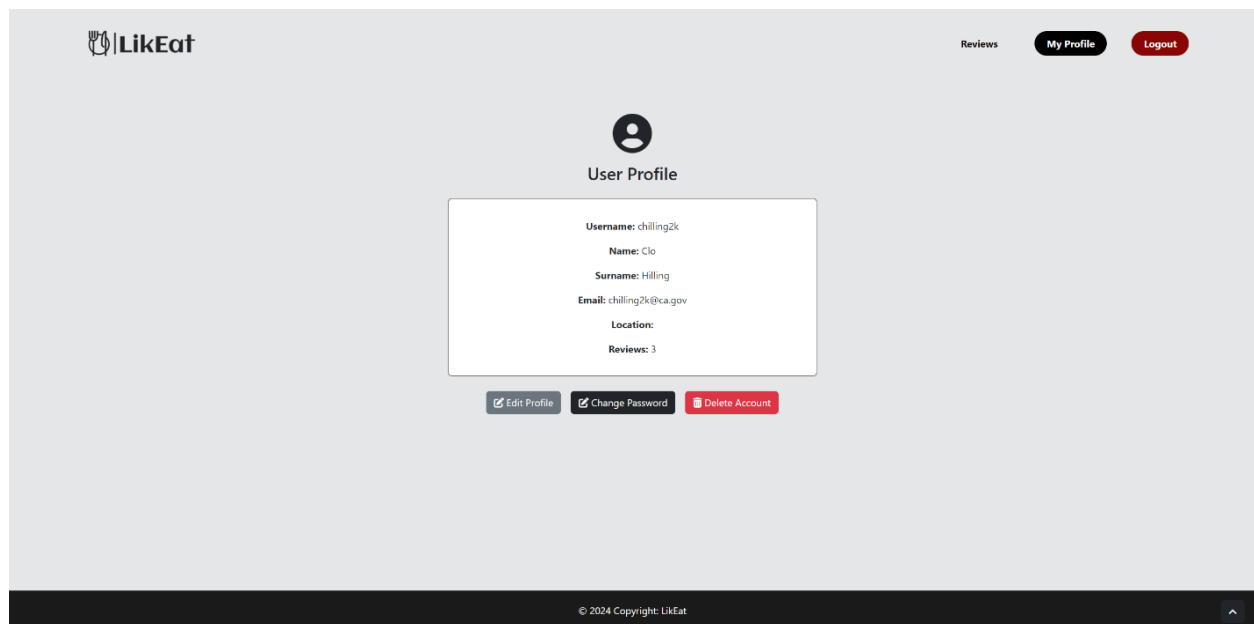 LikEat
Reviews
My Profile
Logout
User Profile
Username: chilling2k
Name: Clo
Surname: Hilling
Email: chilling2k@ca.gov
Location:
Reviews: 3
Edit Profile
Change Password
Delete Account
© 2024 Copyright: LikEat